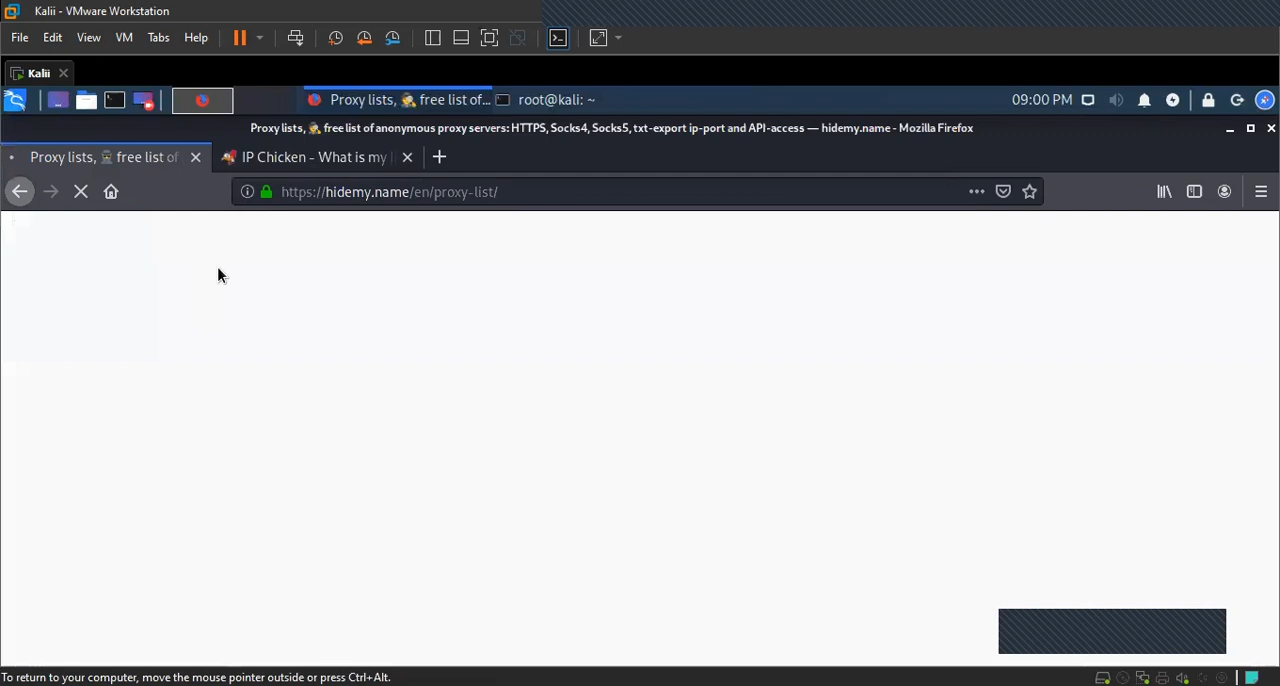 Kalii - VMware Workstation
File Edit View VM Tabs Help
Kalii
Proxy lists, 🕵 free list of... root@kali: ~ 09:00 PM
Proxy lists, 🕵 free list of anonymous proxy servers: HTTPS, Socks4, Socks5, txt-export ip-port and API-access — hidemy.name - Mozilla Firefox
Proxy lists, 🕵 free list of IP Chicken - What is my
https://hidemy.name/en/proxy-list/
To return to your computer, move the mouse pointer outside or press Ctrl+Alt.